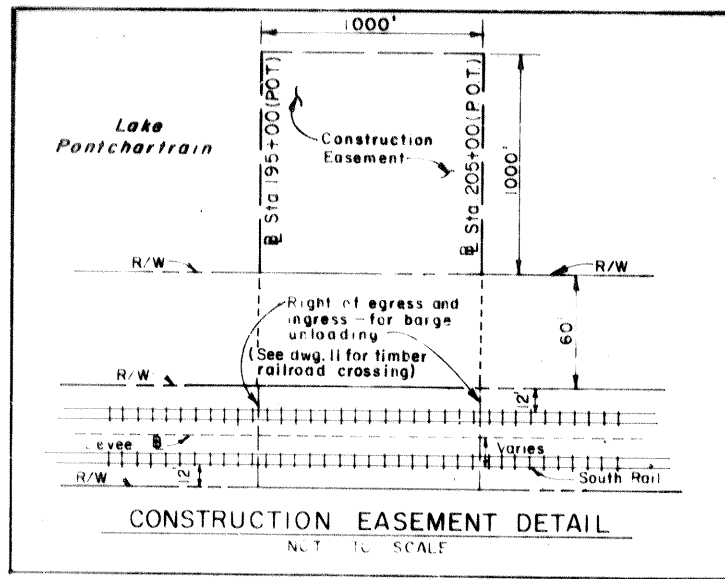 1000'
Lake
Pontchartrain
℄ Sta 195+00 (P.O.T.)
Construction
Easement
℄ Sta 205+00 (P.O.T.)
1000'
R/W
R/W
Right of egress and
ingress - for barge
unloading
(See dwg. 11 for timber
railroad crossing)
60'
R/W
12'
Levee ℄
Varies
R/W
12'
South Rail
CONSTRUCTION EASEMENT DETAIL
NOT TO SCALE